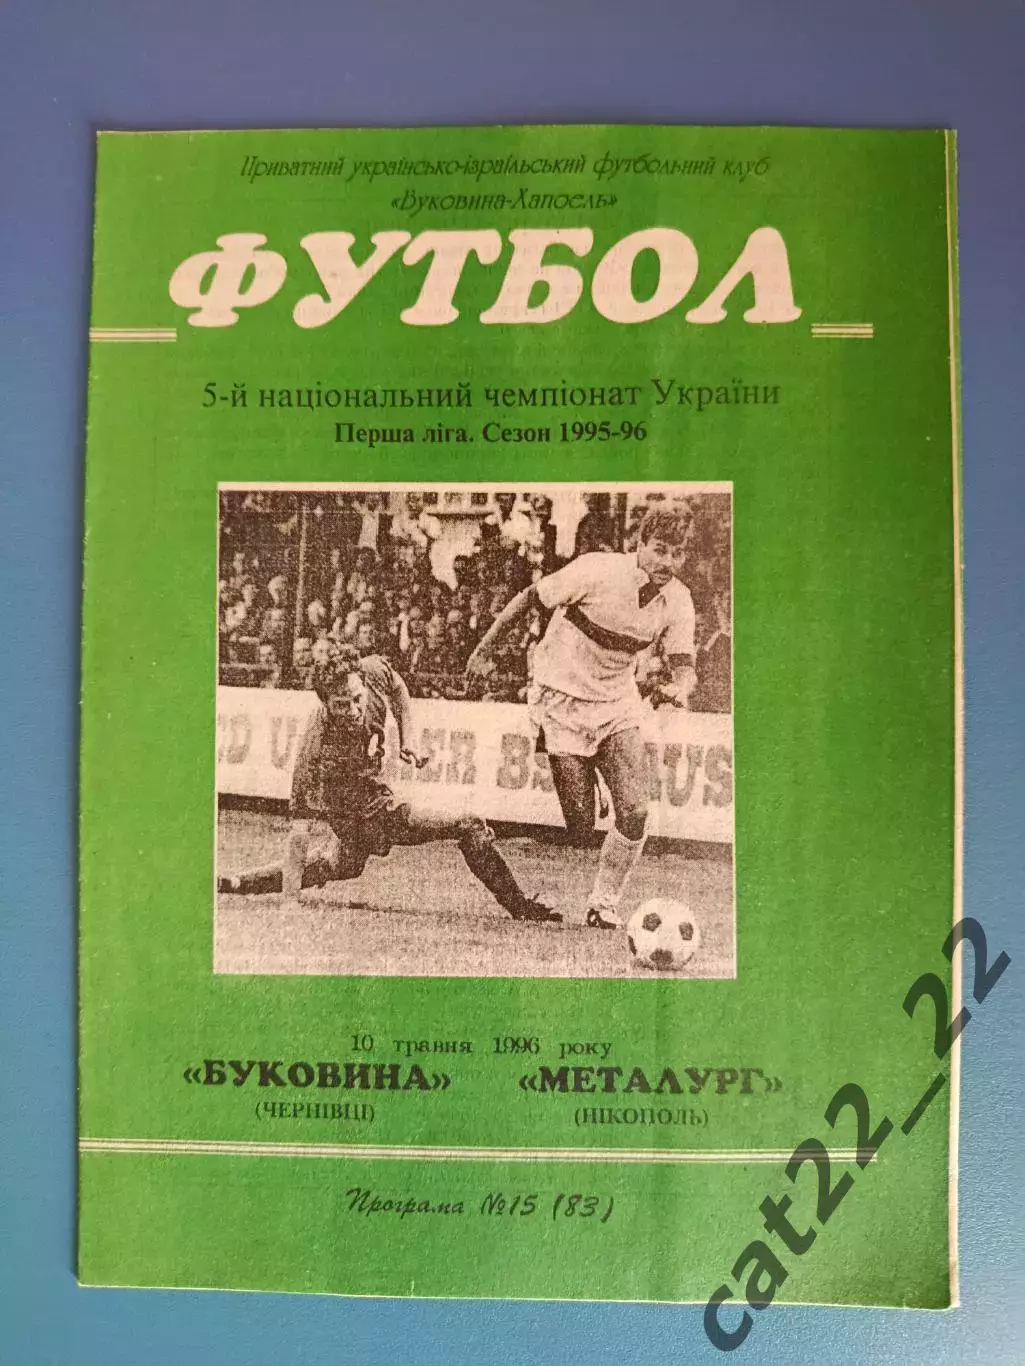 Приватний українсько-ізраїльський футбольний клуб
«Буковина-Хапоель»
ФУТБОЛ
5-й національний чемпіонат України
Перша ліга. Сезон 1995-96
10 травня 1996 року
«БУКОВИНА» «МЕТАЛУРГ»
(ЧЕРНІВЦІ) (НІКОПОЛЬ)
Програма №15 (83)
cat22_22